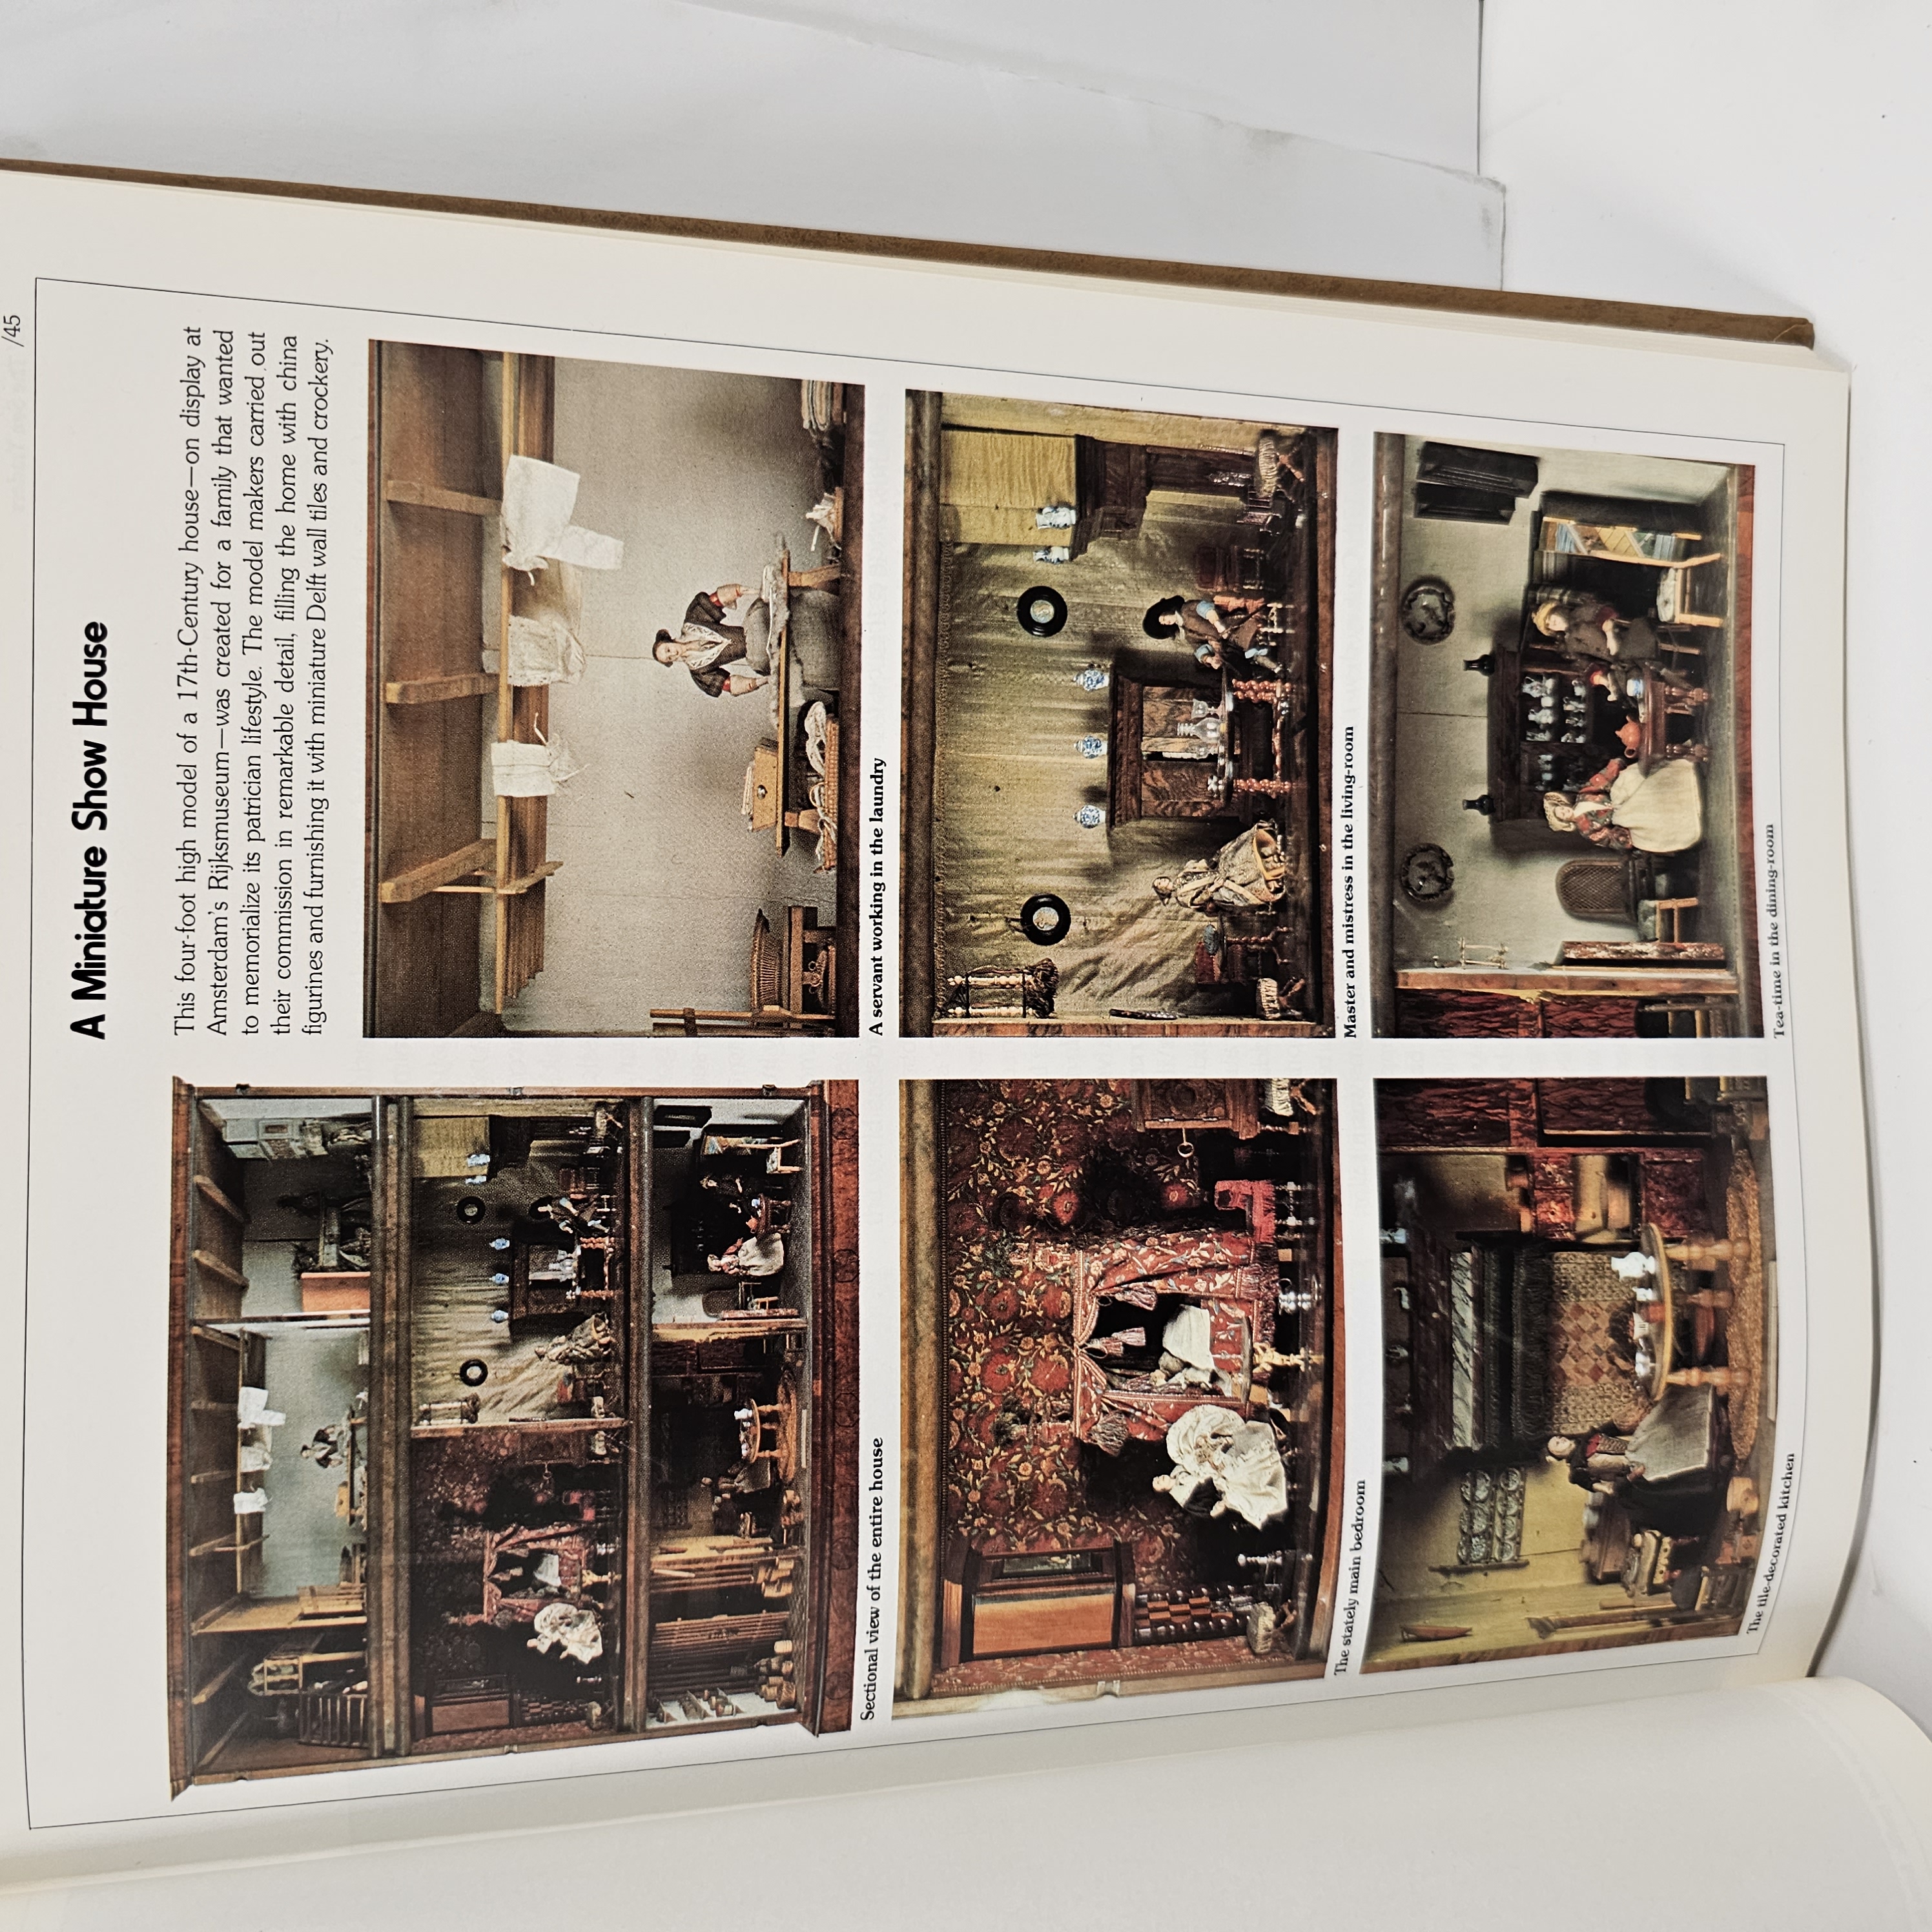 /45
A Miniature Show House
This four-foot high model of a 17th-Century house—on display at
Amsterdam's Rijksmuseum—was created for a family that wanted
to memorialize its patrician lifestyle. The model makers carried out
their commission in remarkable detail, filling the home with china
figurines and furnishing it with miniature Delft wall tiles and crockery.
Sectional view of the entire house
A servant working in the laundry
The stately main bedroom
Master and mistress in the living-room
The tile-decorated kitchen
Tea-time in the dining-room